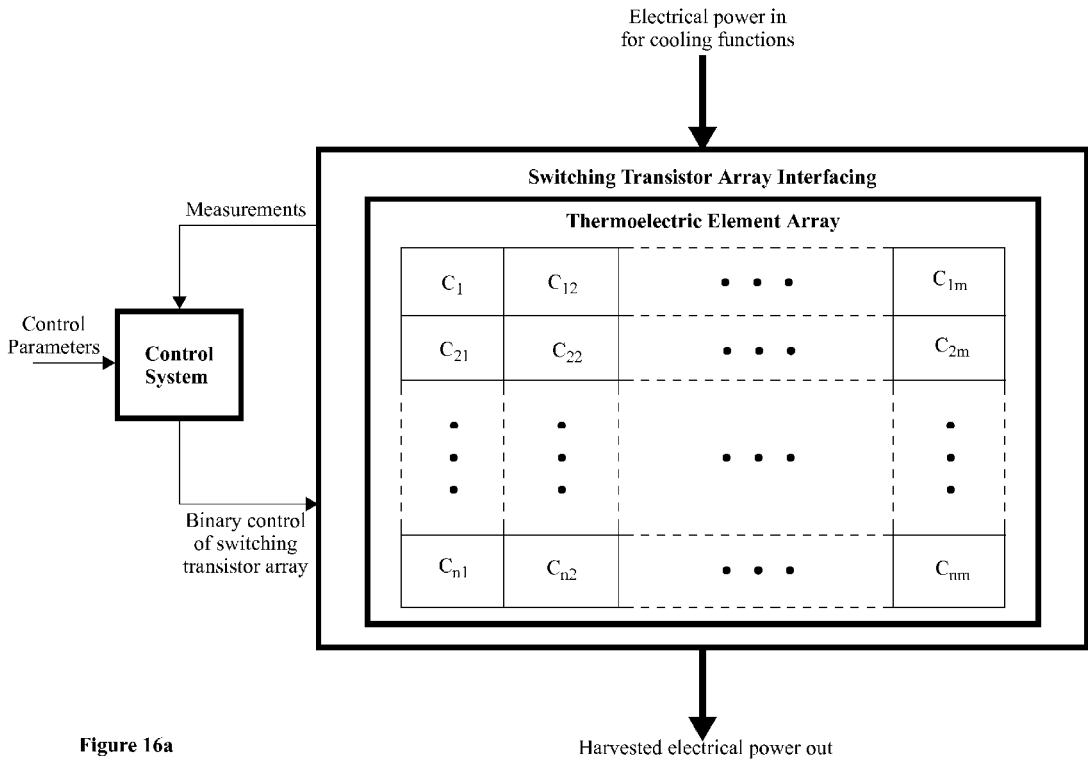 Electrical power in
for cooling functions
Switching Transistor Array Interfacing
Measurements
Thermoelectric Element Array
C1 C12 • • • C1m
Control
Parameters
Control
System
C21 C22 • • • C2m
Binary control
of switching
transistor array
Cn1 Cn2 • • • Cnm
Figure 16a
Harvested electrical power out